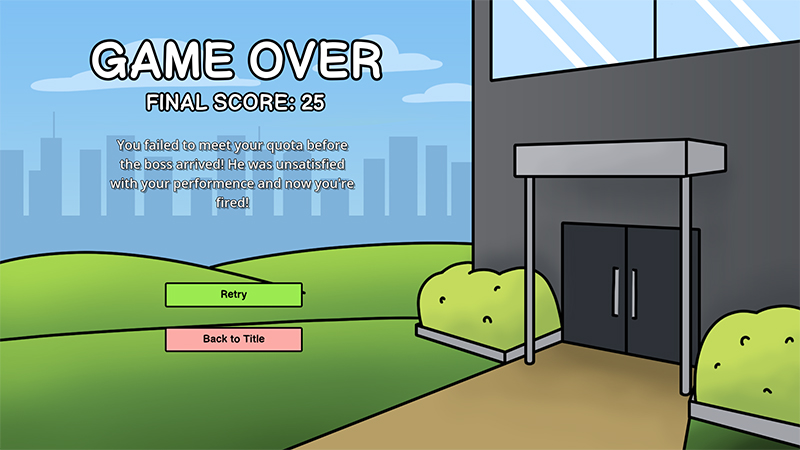 GAME OVER
FINAL SCORE: 25
You failed to meet your quota before
the boss arrived! He was unsatisfied
with your performence and now you're
fired!
Retry
Back to Title